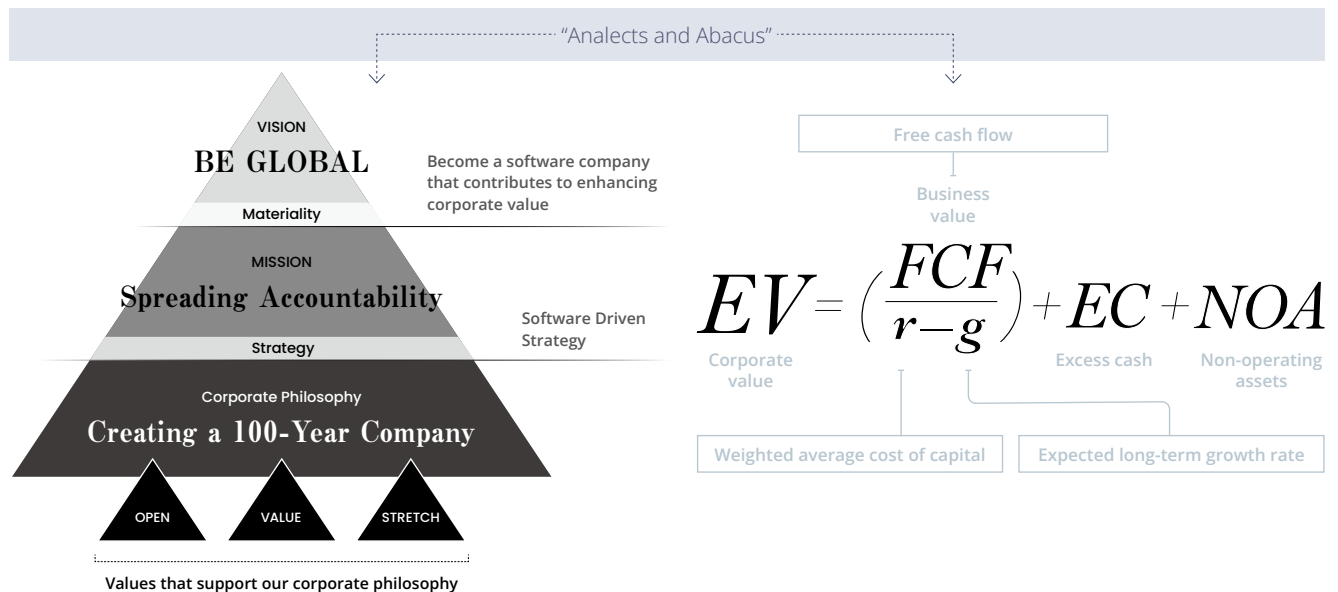 “Analects and Abacus”
VISION
BE GLOBAL
Materiality
Become a software company
that contributes to enhancing
corporate value
MISSION
Spreading Accountability
Strategy
Software Driven
Strategy
Corporate Philosophy
Creating a 100-Year Company
OPEN
VALUE
STRETCH
Values that support our corporate philosophy
Free cash flow
Business
value
EV = (FCF / r−g) + EC + NOA
Corporate
value
Excess cash
Non-operating
assets
Weighted average cost of capital
Expected long-term growth rate